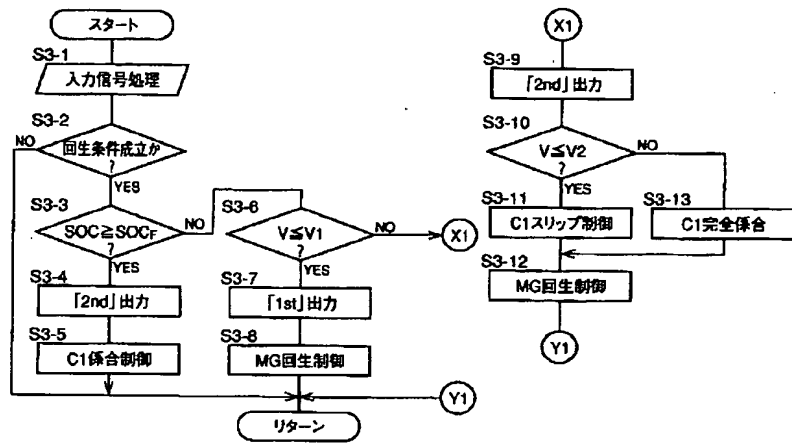 スタート
S3-1
入力信号処理
S3-2
回生条件成立か
?
NO
YES
S3-3
SOC≧SOCF
?
NO
YES
S3-4
「2nd」出力
S3-5
C1係合制御
S3-6
V≦V1
?
NO
X1
YES
S3-7
「1st」出力
S3-8
MG回生制御
Y1
リターン
X1
S3-9
「2nd」出力
S3-10
V≦V2
?
NO
YES
S3-11
C1スリップ制御
S3-13
C1完全係合
S3-12
MG回生制御
Y1